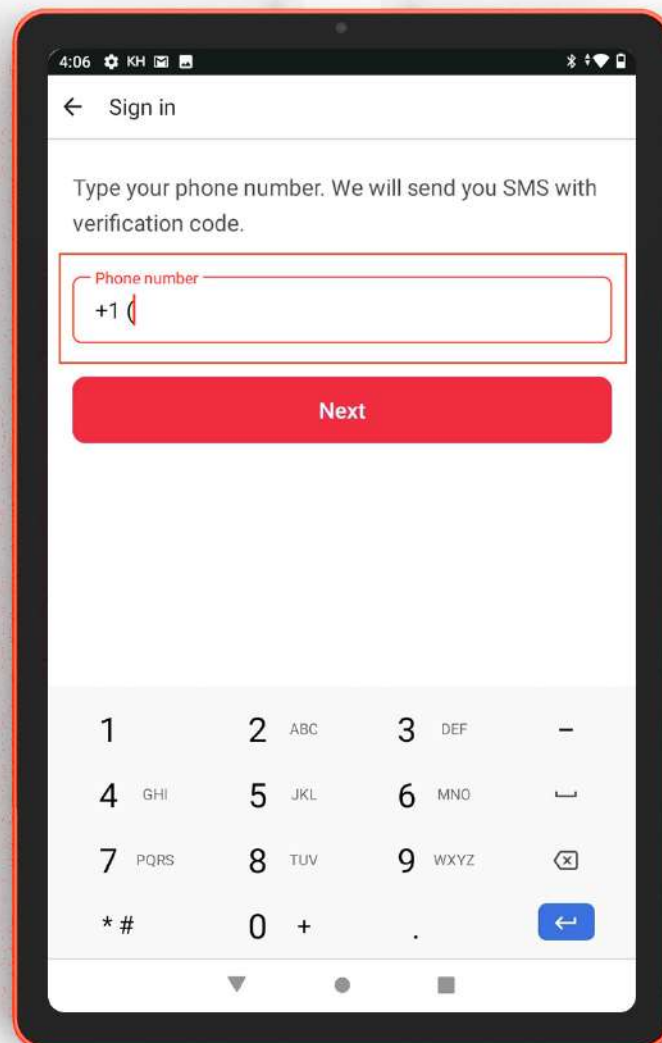 4:06 KH
Sign in
Type your phone number. We will send you SMS with
verification code.
Phone number
+1 (
Next
1 2 ABC 3 DEF –
4 GHI 5 JKL 6 MNO
7 PQRS 8 TUV 9 WXYZ
* # 0 + .